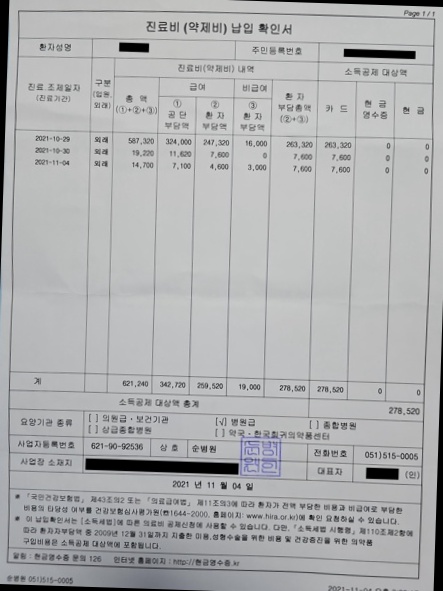 Page 1 / 1
진료비 (약제비) 납입 확인서
환자성명 주민등록번호
진료 조제일자 (진료기간) 구분 (입원, 외래) 진료비(약제비) 내역 소득공제 대상액
총 액 (①+②+③) 급여 비급여 환 자 부담총액 (②+③) 카 드 현 금 영수증 현 금
① 공 단 부담액 ② 환 자 부담액 ③ 환 자 부담액
2021-10-29 외래 587,320 324,000 247,320 16,000 263,320 263,320 0 0
2021-10-30 외래 19,220 11,620 7,600 0 7,600 7,600 0 0
2021-11-04 외래 14,700 7,100 4,600 3,000 7,600 7,600 0 0
계 621,240 342,720 259,520 19,000 278,520 278,520 0 0
소득공제 대상액 총계 278,520
요양기관 종류 [ ] 의원급·보건기관 [√] 병원급 [ ] 종합병원
[ ] 상급종합병원 [ ] 약국·한국희귀의약품센터
사업자등록번호 621-90-92536 상 호 순병원 전화번호 051)515-0005
사업장 소재지 대표자 (인)
2021 년 11 월 04 일
* 「국민건강보험법」 제43조의2 또는 「의료급여법」 제11조의3에 따라 환자가 전액 부담한 비용과 비급여로 부담한
비용의 타당성 여부를 건강보험심사평가원(☎1644-2000, 홈페이지: www.hira.or.kr)에 확인 요청하실 수 있습니다.
* 이 납입확인서는 [소득세법]에 따른 의료비 공제신청에 사용할 수 있습니다. 다만, 「소득세법 시행령」 제110조제2항에
따라 환자부담액 중 2009년 12월 31일까지 지출한 미용,성형수술을 위한 비용 및 건강증진을 위한 의약품
구입비용은 소득공제 대상액에 포함됩니다.
알림 : 현금영수증 문의 126 인터넷 홈페이지 : http://현금영수증.kr
순병원 051)515-0005